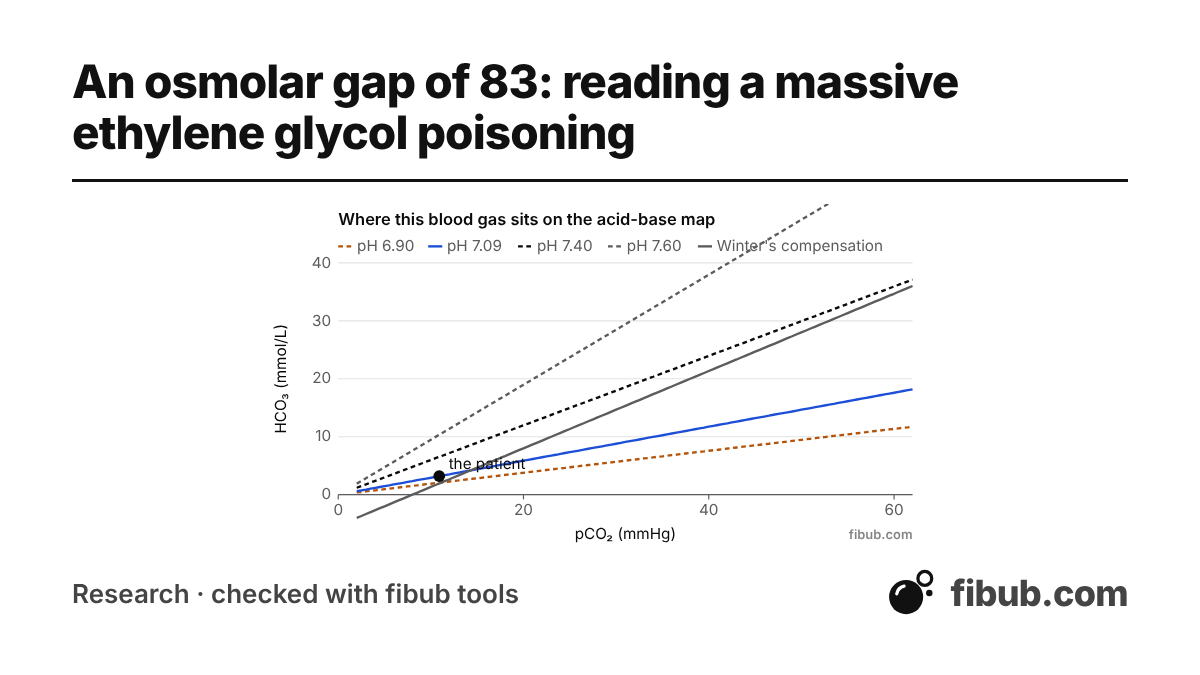 An osmolar gap of 83: reading a massive
ethylene glycol poisoning
Where this blood gas sits on the acid-base map
pH 6.90 pH 7.09 pH 7.40 pH 7.60 Winter's compensation
40
30
20
10
0
HCO₃ (mmol/L)
the patient
0 20 40 60
pCO₂ (mmHg)
fibub.com
Research · checked with fibub tools
fibub.com